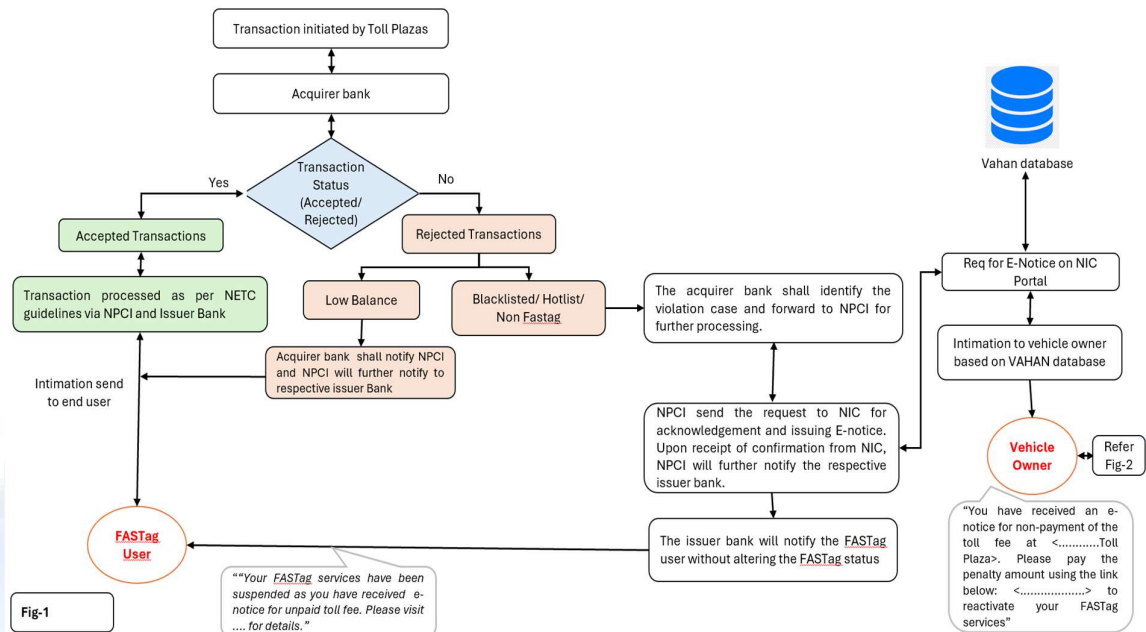 Transaction initiated by Toll Plazas
Acquirer bank
Transaction
Status
(Accepted/
Rejected)
Yes
No
Accepted Transactions
Rejected Transactions
Transaction processed as per NETC
guidelines via NPCI and Issuer Bank
Low Balance
Blacklisted/ Hotlist/
Non Fastag
Acquirer bank shall notify NPCI
and NPCI will further notify to
respective issuer Bank
Intimation send
to end user
The acquirer bank shall identify the
violation case and forward to NPCI for
further processing.
NPCI send the request to NIC for
acknowledgement and issuing E-notice.
Upon receipt of confirmation from NIC,
NPCI will further notify the respective
issuer bank.
The issuer bank will notify the FASTag
user without altering the FASTag status
FASTag
User
““Your FASTag services have been
suspended as you have received e-
notice for unpaid toll fee. Please visit
.... for details.”
Vahan database
Req for E-Notice on NIC
Portal
Intimation to vehicle owner
based on VAHAN database
Vehicle
Owner
Refer
Fig-2
“You have received an e-
notice for non-payment of the
toll fee at <............Toll
Plaza>. Please pay the
penalty amount using the link
below: <..................> to
reactivate your FASTag
services”
Fig-1